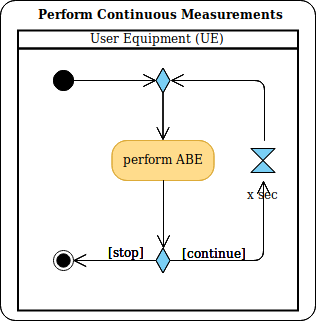 Perform Continuous Measurements
User Equipment (UE)
perform ABE
x sec
[stop]
[continue]